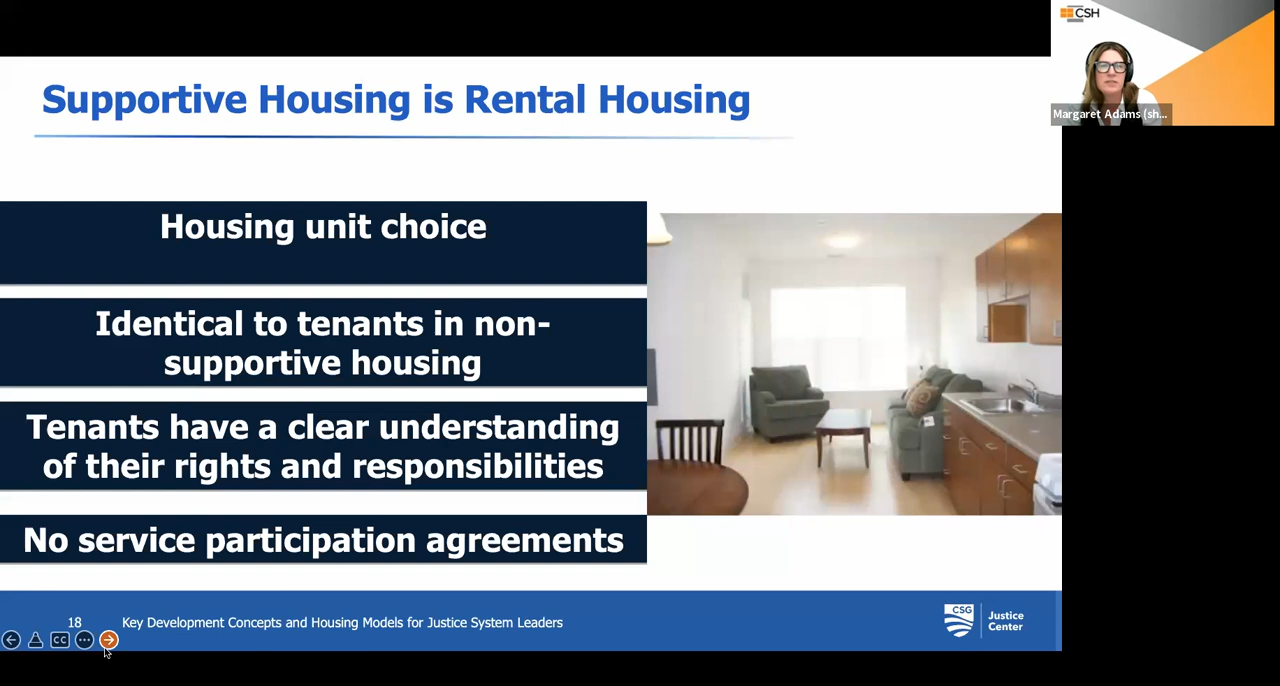 CSH
Margaret Adams (sh...
Supportive Housing is Rental Housing
Housing unit choice
Identical to tenants in non-
supportive housing
Tenants have a clear understanding
of their rights and responsibilities
No service participation agreements
18
Key Development Concepts and Housing Models for Justice System Leaders
CSG
Justice
Center
CC